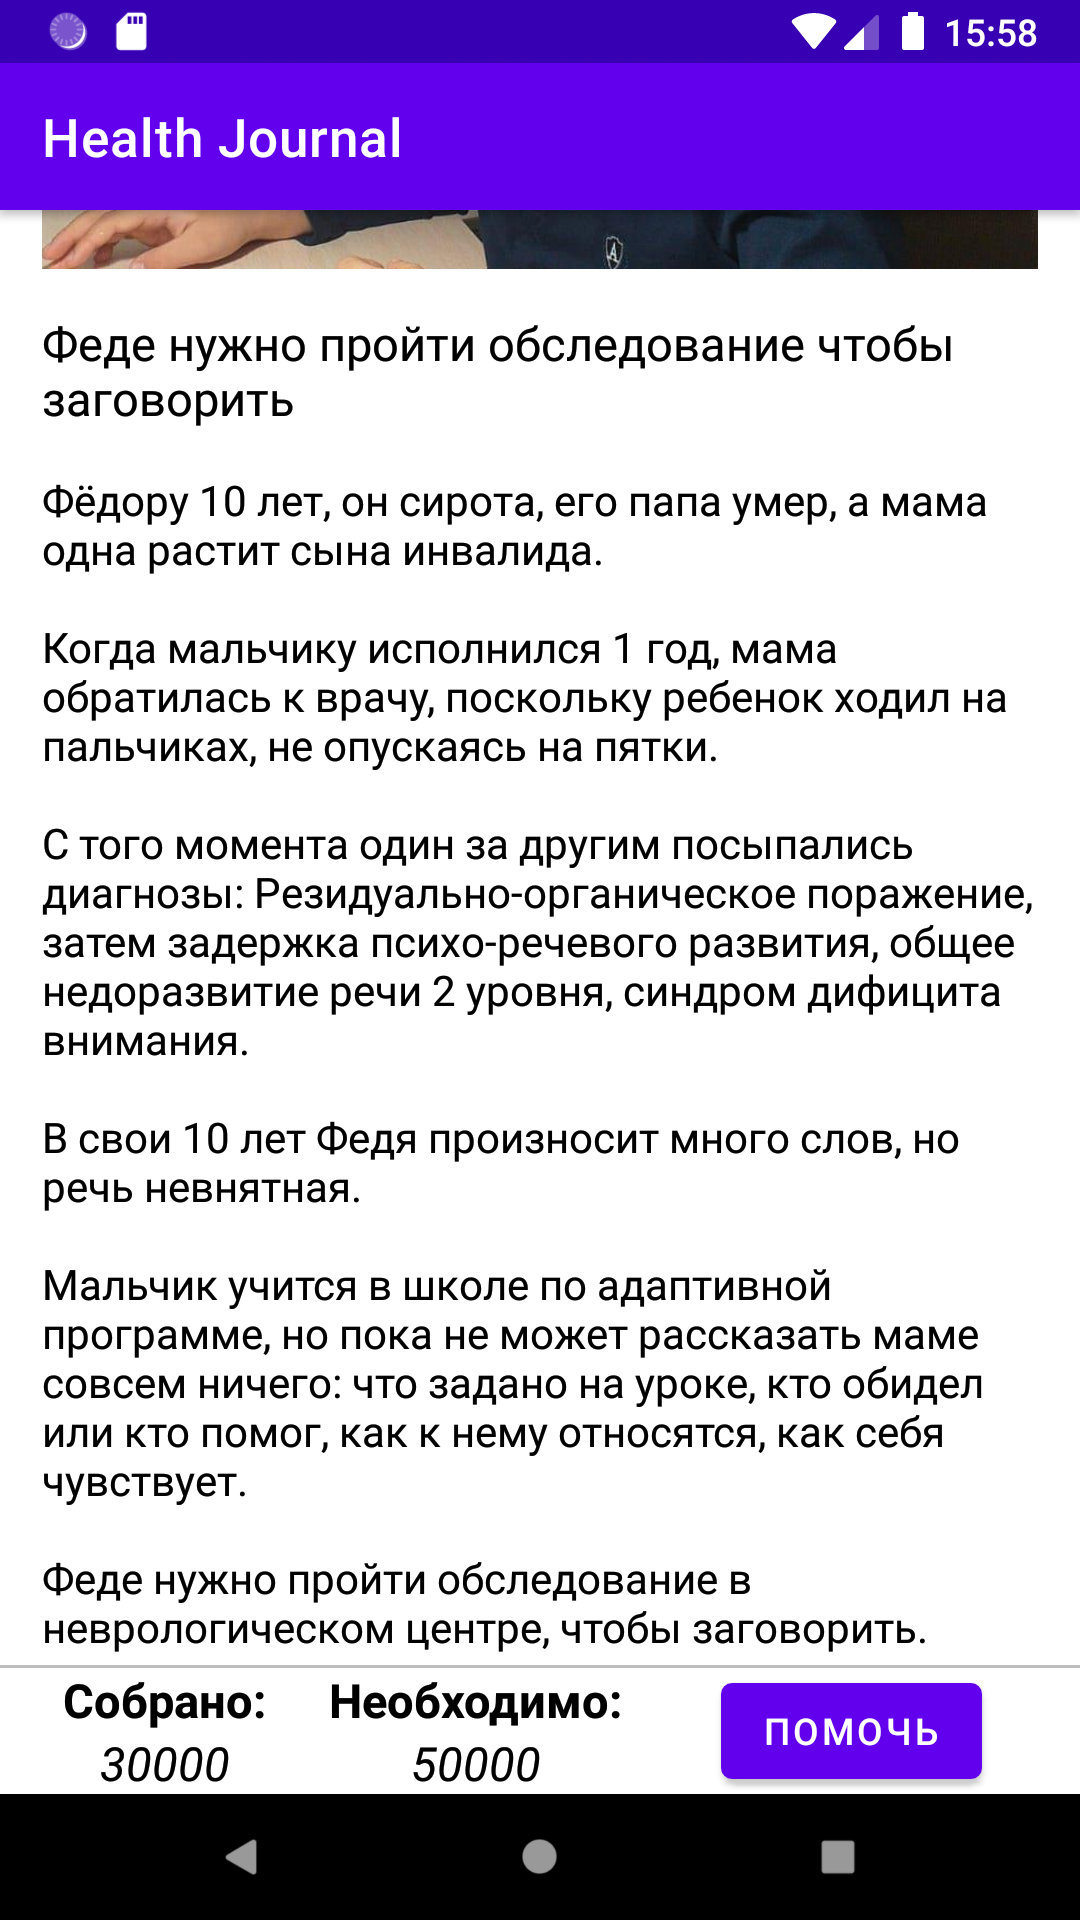 15:58
Health Journal
A
Феде нужно пройти обследование чтобы
заговорить
Фёдору 10 лет, он сирота, его папа умер, а мама
одна растит сына инвалида.
Когда мальчику исполнился 1 год, мама
обратилась к врачу, поскольку ребенок ходил на
пальчиках, не опускаясь на пятки.
С того момента один за другим посыпались
диагнозы: Резидуально-органическое поражение,
затем задержка психо-речевого развития, общее
недоразвитие речи 2 уровня, синдром дифицита
внимания.
В свои 10 лет Федя произносит много слов, но
речь невнятная.
Мальчик учится в школе по адаптивной
программе, но пока не может рассказать маме
совсем ничего: что задано на уроке, кто обидел
или кто помог, как к нему относятся, как себя
чувствует.
Феде нужно пройти обследование в
неврологическом центре, чтобы заговорить.
Собрано: Необходимо:
30000 50000
ПОМОЧЬ